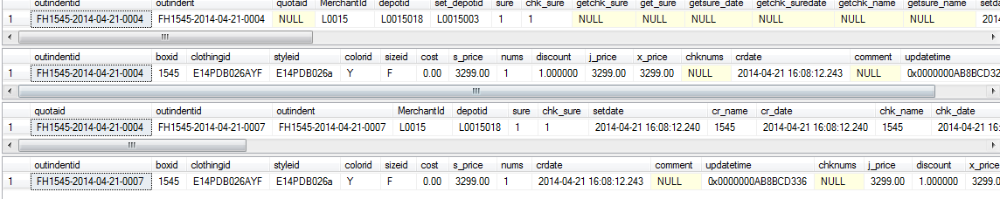 outindentid outindent quotaid MerchantId depotid set_depotid sure chk_sure getchk_sure get_sure getsure_date getchk_suredate getchk_name getsure_name setda
1 FH1545-2014-04-21-0004 FH1545-2014-04-21-0004 NULL L0015 L0015018 L0015003 1 1 NULL NULL NULL NULL NULL NULL 2014
outindentid boxid clothingid styleid colorid sizeid cost s_price nums discount j_price x_price chknums crdate comment updatetime
1 FH1545-2014-04-21-0004 1545 E14PDB026AYF E14PDB026a Y F 0.00 3299.00 1 1.000000 3299.00 3299.00 NULL 2014-04-21 16:08:12.243 NULL 0x0000000AB8BCD32
quotaid outindentid outindent MerchantId depotid sure chk_sure setdate cr_name cr_date chk_name chk_date
1 FH1545-2014-04-21-0004 FH1545-2014-04-21-0007 FH1545-2014-04-21-0007 L0015 L0015018 1 1 2014-04-21 16:08:12.240 1545 2014-04-21 16:08:12.240 1545 2014-04-21 16:
outindentid boxid clothingid styleid colorid sizeid cost s_price nums crdate comment updatetime chknums j_price discount x_price
1 FH1545-2014-04-21-0007 1545 E14PDB026AYF E14PDB026a Y F 0.00 3299.00 1 2014-04-21 16:08:12.243 NULL 0x0000000AB8BCD336 NULL 3299.00 1.000000 3299.0